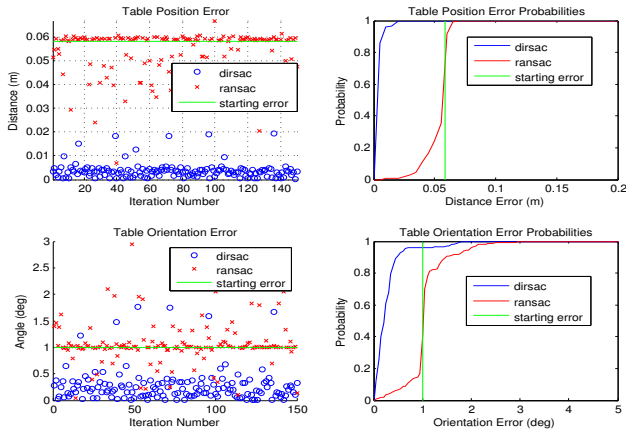 Table Position Error
Distance (m)
0.06
0.05
0.04
0.03
0.02
0.01
0
20
40
60
80
100
120
140
Iteration Number
dirsac
ransac
starting error
Table Position Error Probabilities
Probability
1
0.8
0.6
0.4
0.2
0
0
0.05
0.1
0.15
0.2
Distance Error (m)
dirsac
ransac
starting error
Table Orientation Error
Angle (deg)
3
2.5
2
1.5
1
0.5
0
0
50
100
150
Iteration Number
dirsac
ransac
starting error
Table Orientation Error Probabilities
Probability
1
0.8
0.6
0.4
0.2
0
0
1
2
3
4
5
Orientation Error (deg)
dirsac
ransac
starting error